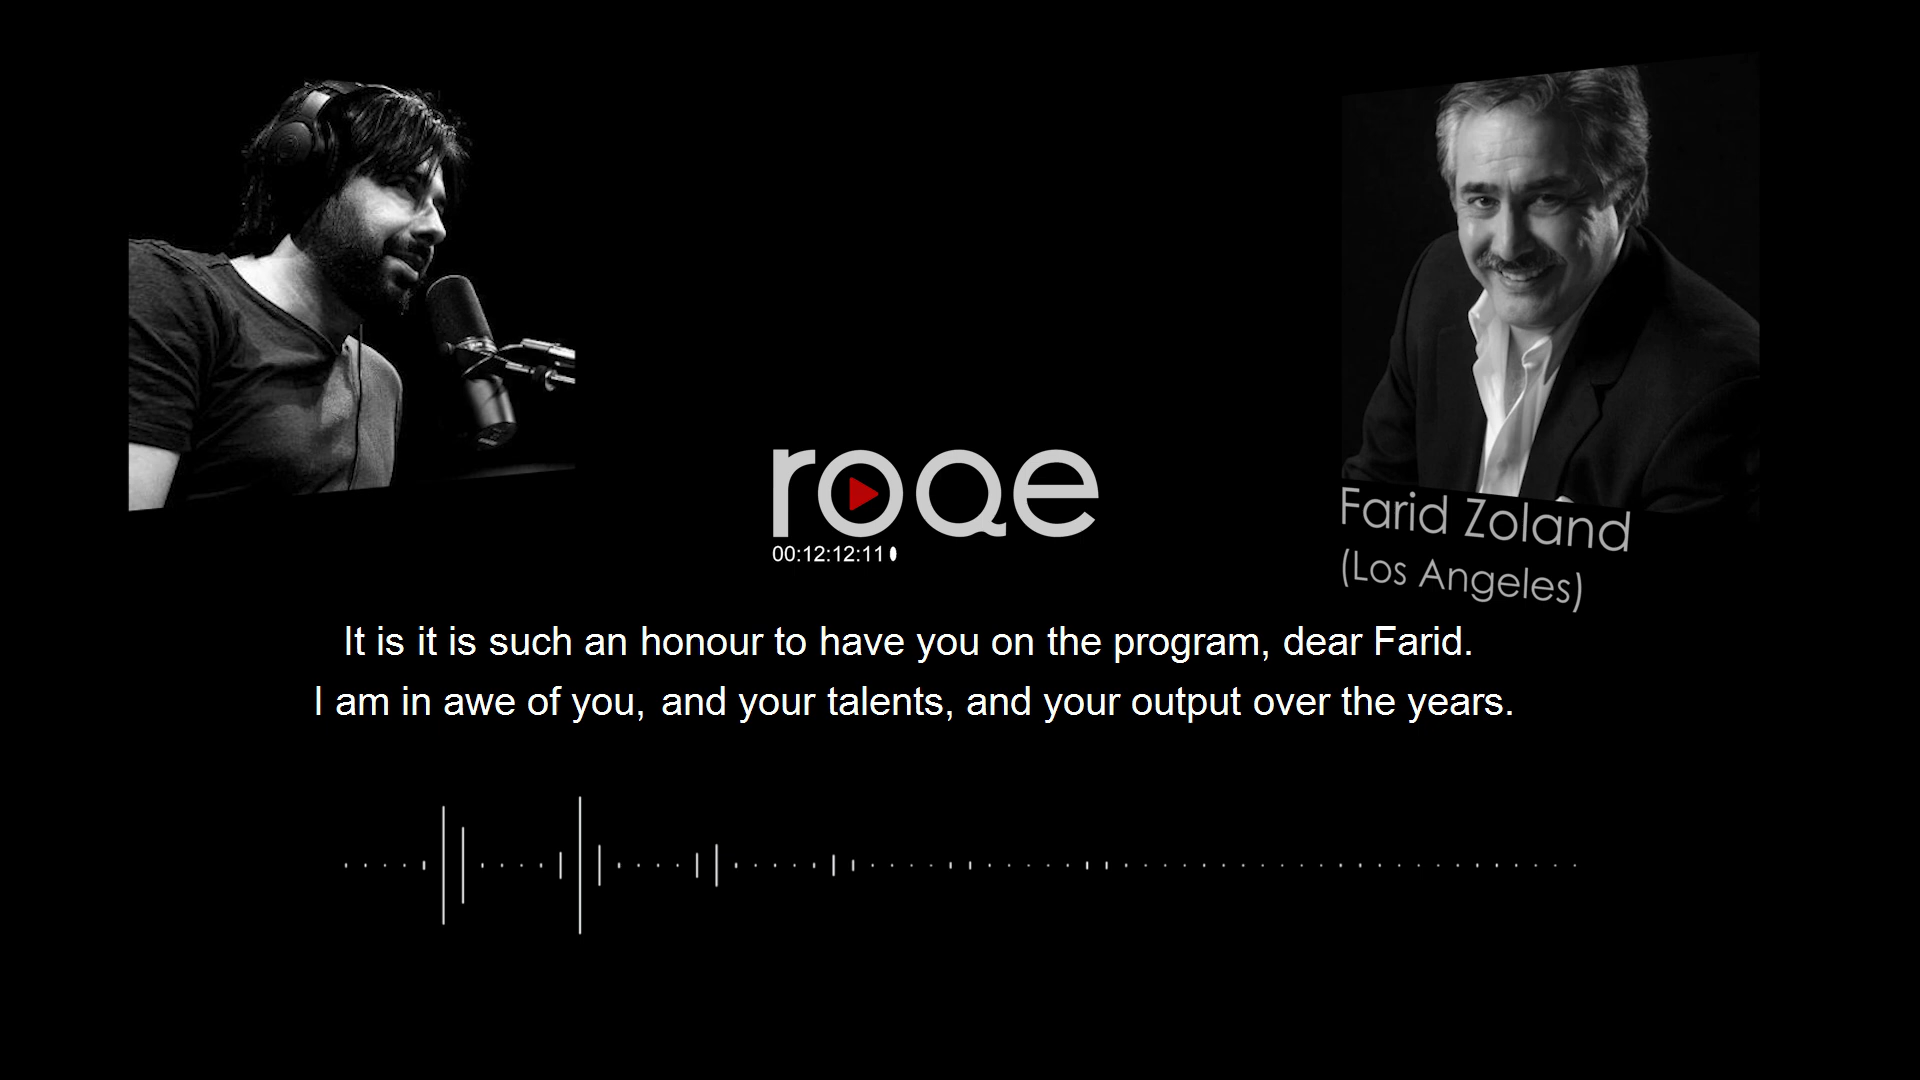 roqe
00:12:12:11
Farid Zoland
(Los Angeles)
It is it is such an honour to have you on the program, dear Farid.
I am in awe of you, and your talents, and your output over the years.